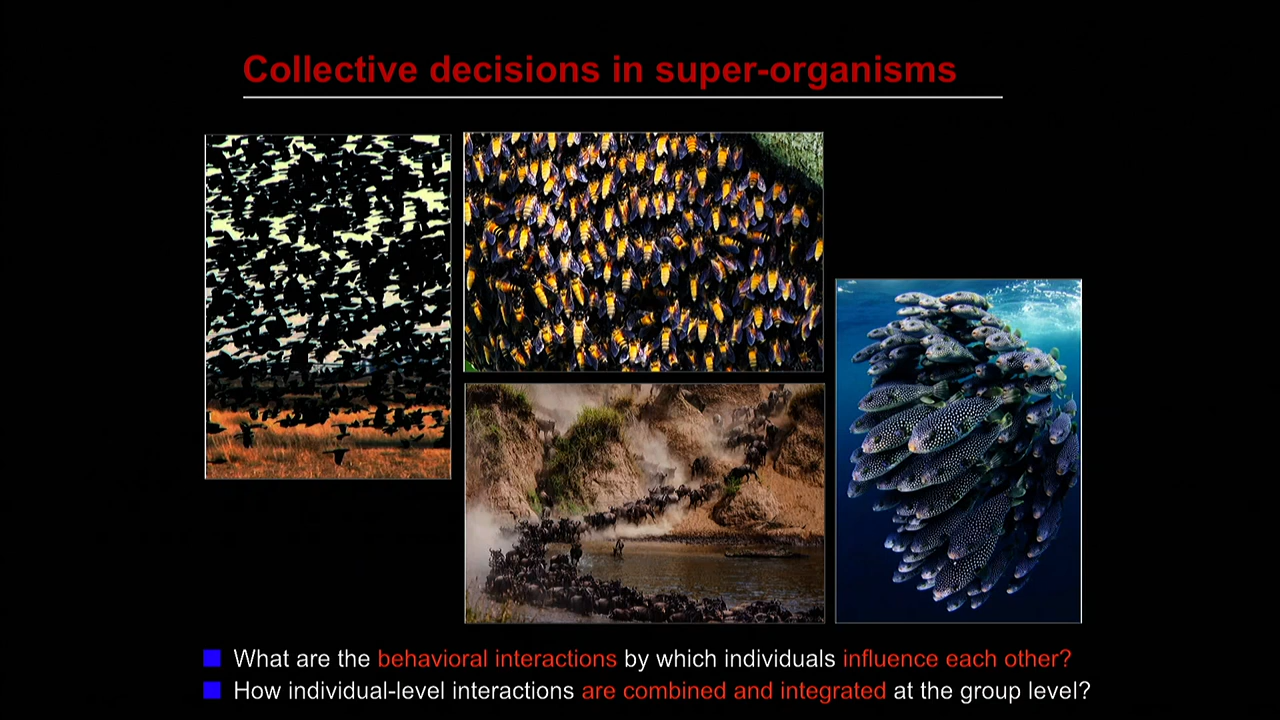 Collective decisions in super-organisms
What are the behavioral interactions by which individuals influence each other?
How individual-level interactions are combined and integrated at the group level?